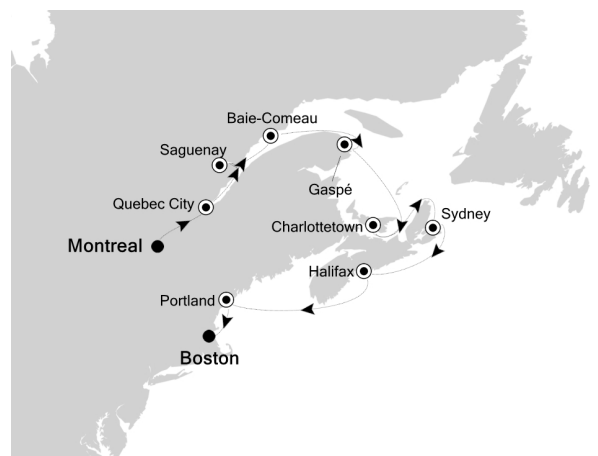 Baie-Comeau
Saguenay
Gaspé
Quebec City
Sydney
Charlottetown
Montreal
Halifax
Portland
Boston